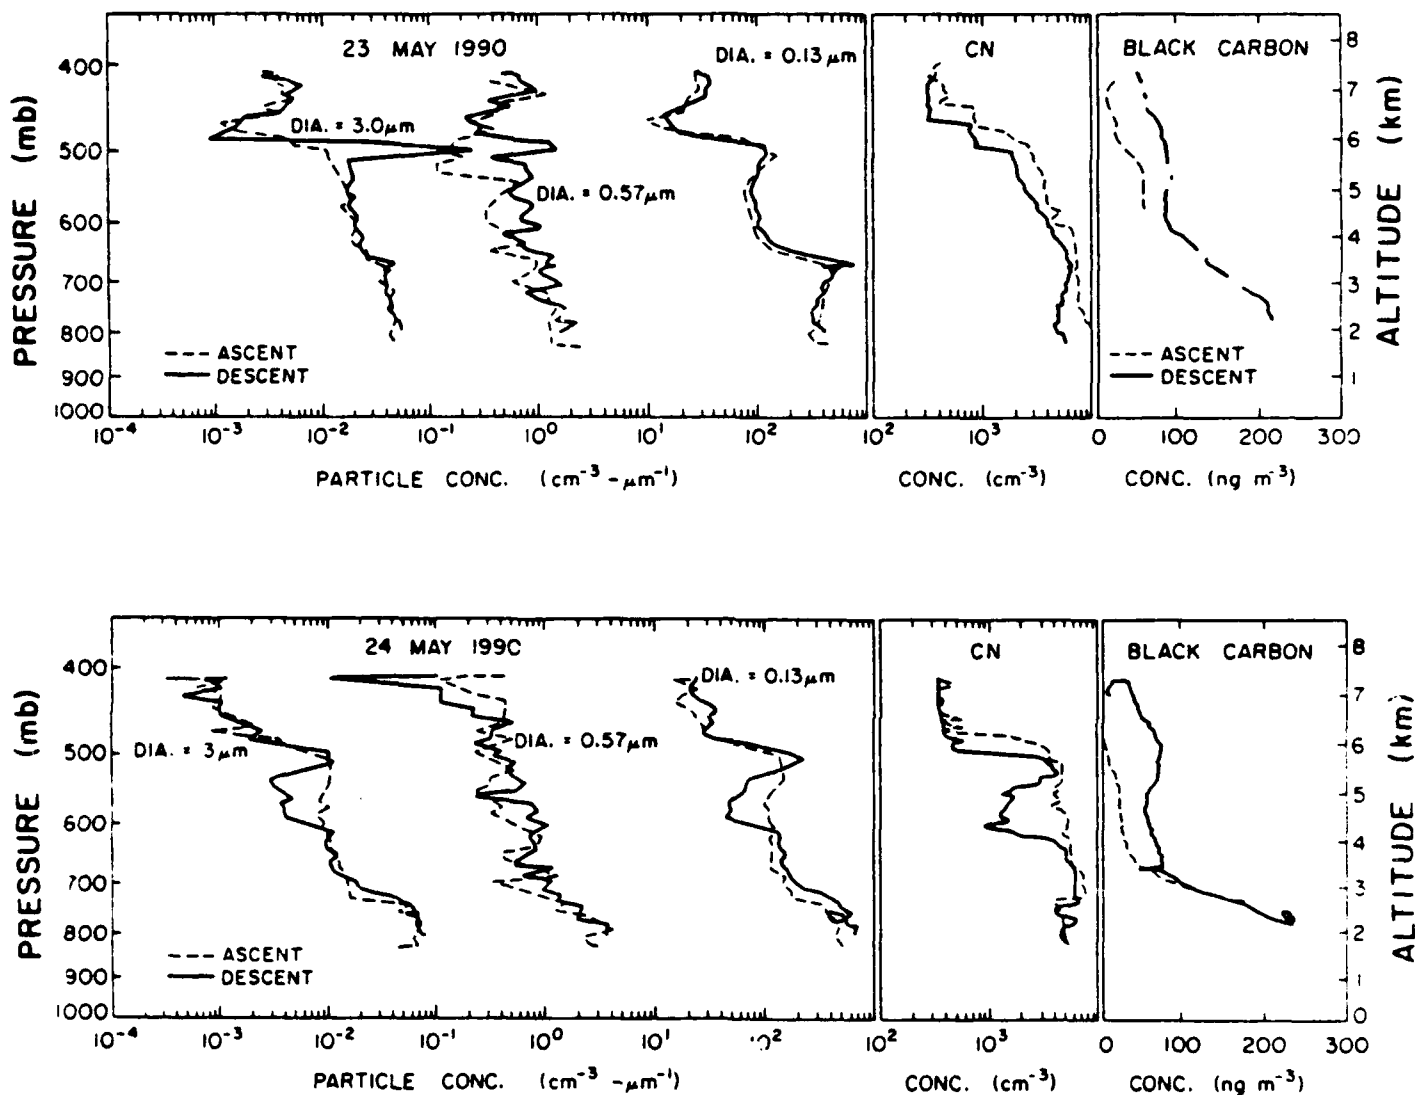 23 MAY 1990
DIA. = 0.13 μm
CN
BLACK CARBON
DIA. = 3.0 μm
DIA. = 0.57 μm
PRESSURE (mb)
400
500
600
700
800
900
1000
8
7
6
5
4
3
2
1
ALTITUDE (km)
--- ASCENT
— DESCENT
--- ASCENT
— DESCENT
10⁻⁴ 10⁻³ 10⁻² 10⁻¹ 10⁰ 10¹ 10² 10² 10³ 0 100 200 300
PARTICLE CONC. (cm⁻³ - μm⁻¹) CONC. (cm⁻³) CONC. (ng m⁻³)
24 MAY 199C
DIA. = 0.13 μm
CN
BLACK CARBON
DIA. = 3 μm
DIA. = 0.57 μm
PRESSURE (mb)
400
500
600
700
800
900
1000
8
7
6
5
4
3
2
1
0
ALTITUDE (km)
--- ASCENT
— DESCENT
10⁻⁴ 10⁻³ 10⁻² 10⁻¹ 10⁰ 10¹ 10² 10² 10³ 0 100 200 300
PARTICLE CONC. (cm⁻³ - μm⁻¹) CONC. (cm⁻³) CONC. (ng m⁻³)